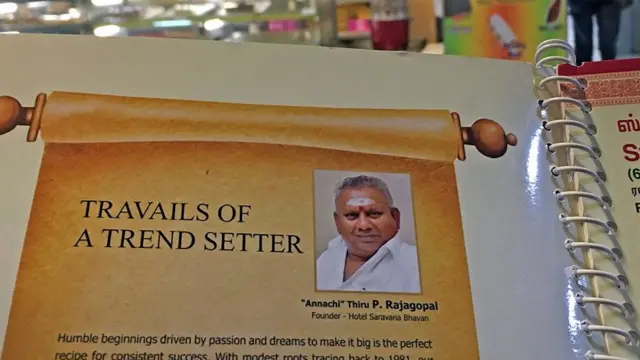 TRAVAILS OF
A TREND SETTER
"Annachi" Thiru P. Rajagopal
Founder - Hotel Saravana Bhavan
Humble beginnings driven by passion and dreams to make it big is the perfect
recipe for consistent success. With modest roots tracing back to 1981, our
ஸ்
S
(6